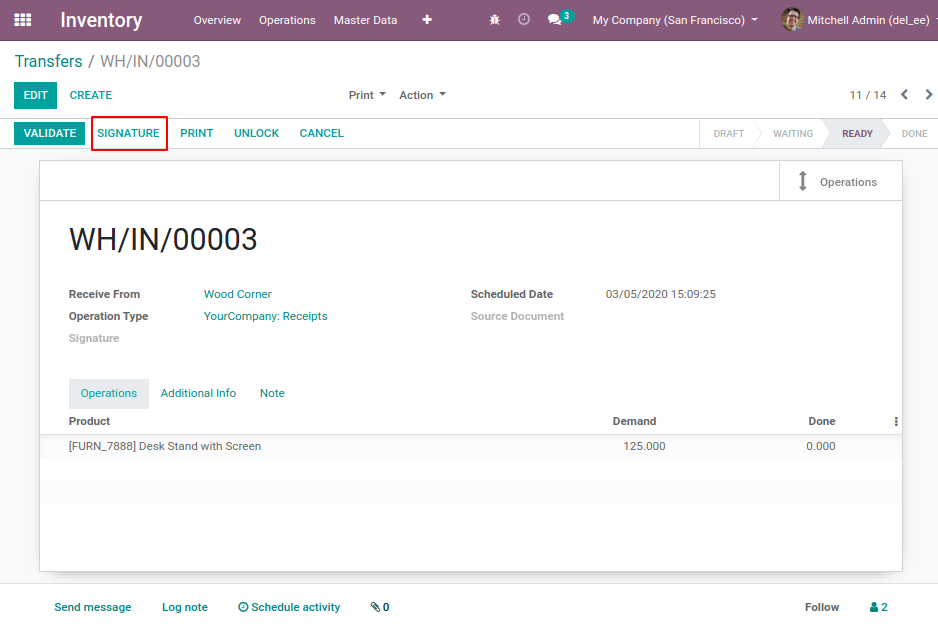 Inventory Overview Operations Master Data + 3 My Company (San Francisco) Mitchell Admin (del_ee)
Transfers / WH/IN/00003
EDIT CREATE Print Action 11 / 14
VALIDATE SIGNATURE PRINT UNLOCK CANCEL DRAFT WAITING READY DONE
Operations
WH/IN/00003
Receive From Wood Corner Scheduled Date 03/05/2020 15:09:25
Operation Type YourCompany: Receipts Source Document
Signature
Operations Additional Info Note
Product Demand Done
[FURN_7888] Desk Stand with Screen 125.000 0.000
Send message Log note Schedule activity 0 Follow 2